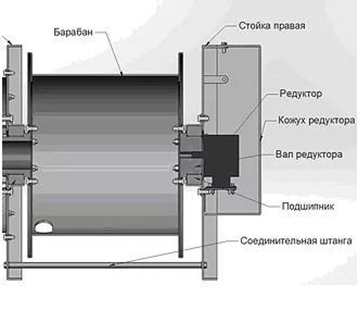 Стойка правая
Барабан
Редуктор
Кожух редуктора
Вал редуктора
Подшипник
Соединительная штанга